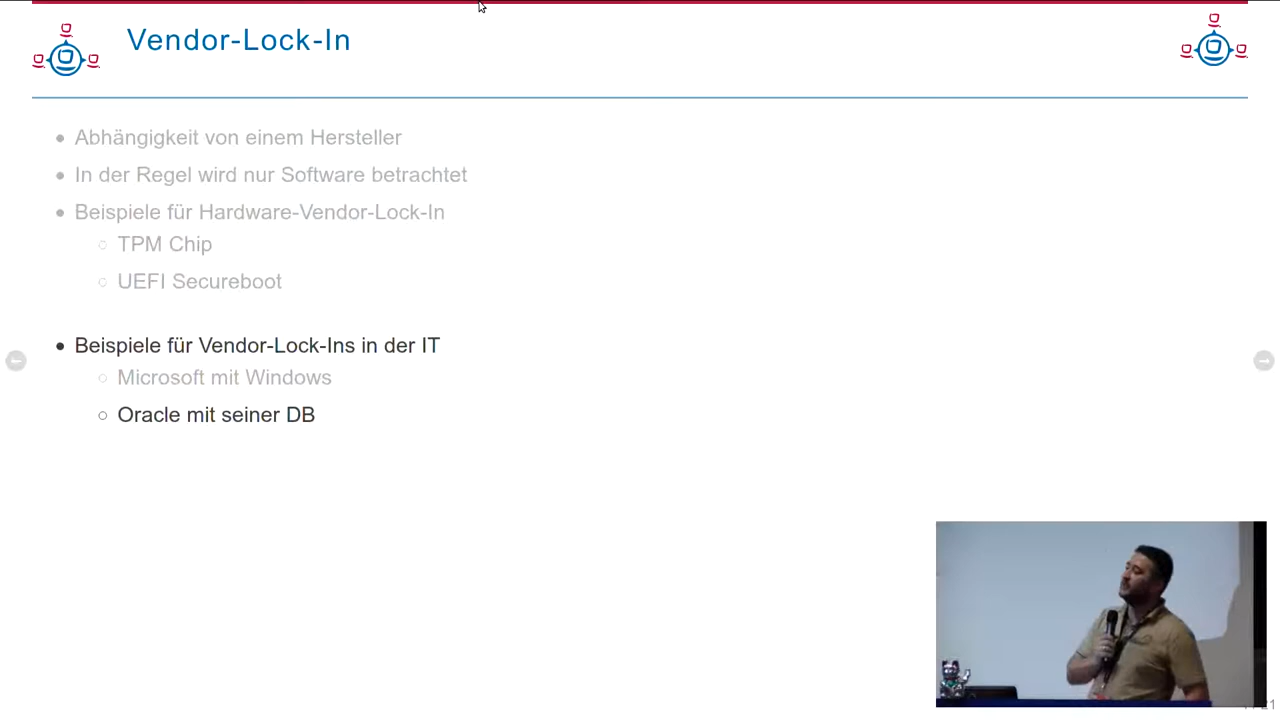 Vendor-Lock-In
Abhängigkeit von einem Hersteller
In der Regel wird nur Software betrachtet
Beispiele für Hardware-Vendor-Lock-In
TPM Chip
UEFI Secureboot
Beispiele für Vendor-Lock-Ins in der IT
Microsoft mit Windows
Oracle mit seiner DB